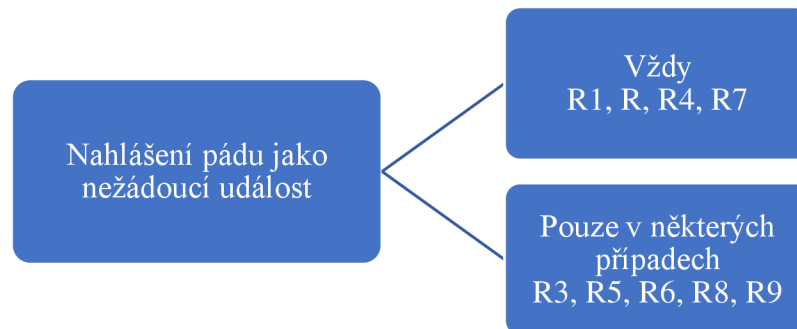 Nahlášení pádu jako
nežádoucí událost
Vždy
R1, R, R4, R7
Pouze v některých
případech
R3, R5, R6, R8, R9